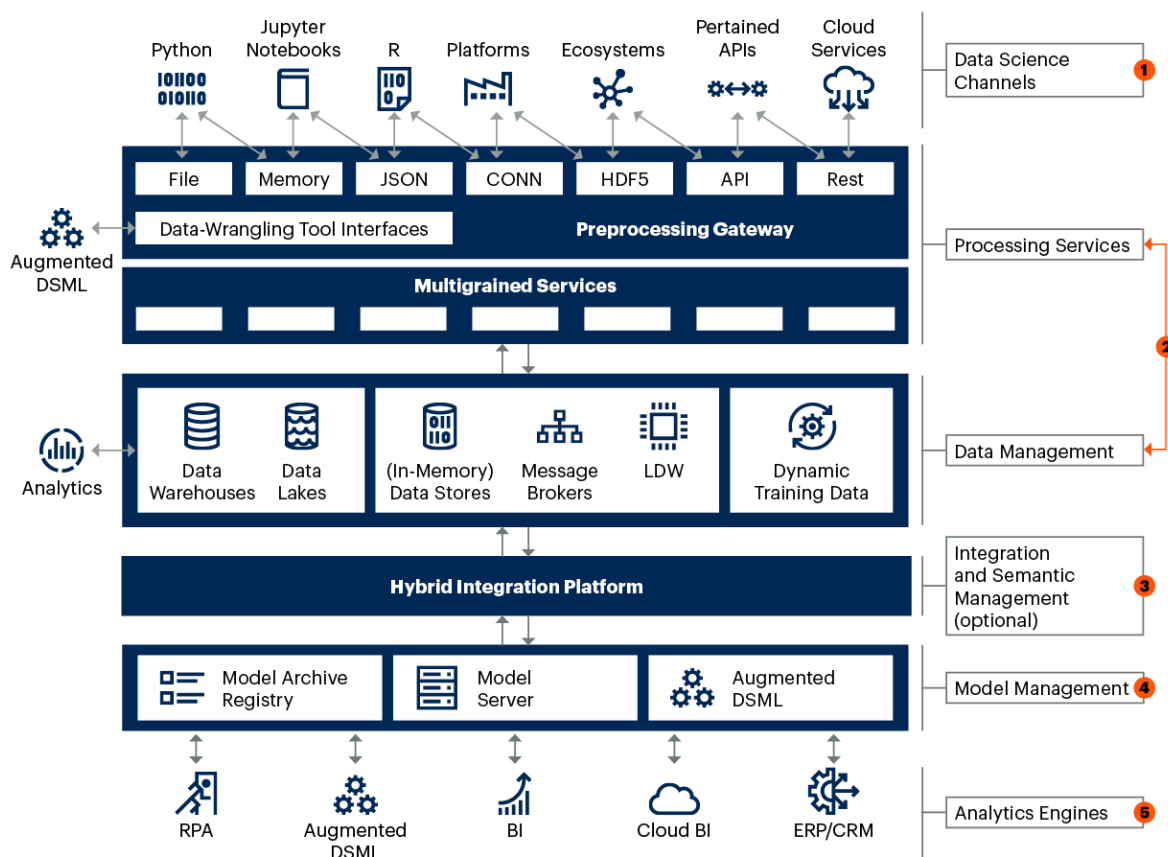 Python
Jupyter
Notebooks
R
Platforms
Ecosystems
Pertained
APIs
Cloud
Services
Data Science
Channels
1
File
Memory
JSON
CONN
HDF5
API
Rest
Data-Wrangling Tool Interfaces
Preprocessing Gateway
Augmented
DSML
Processing Services
Multigrained Services
2
Analytics
Data
Warehouses
Data
Lakes
(In-Memory)
Data Stores
Message
Brokers
LDW
Dynamic
Training Data
Data Management
Hybrid Integration Platform
Integration
and Semantic
Management
(optional)
3
Model Archive
Registry
Model
Server
Augmented
DSML
Model Management
4
RPA
Augmented
DSML
BI
Cloud BI
ERP/CRM
Analytics Engines
5